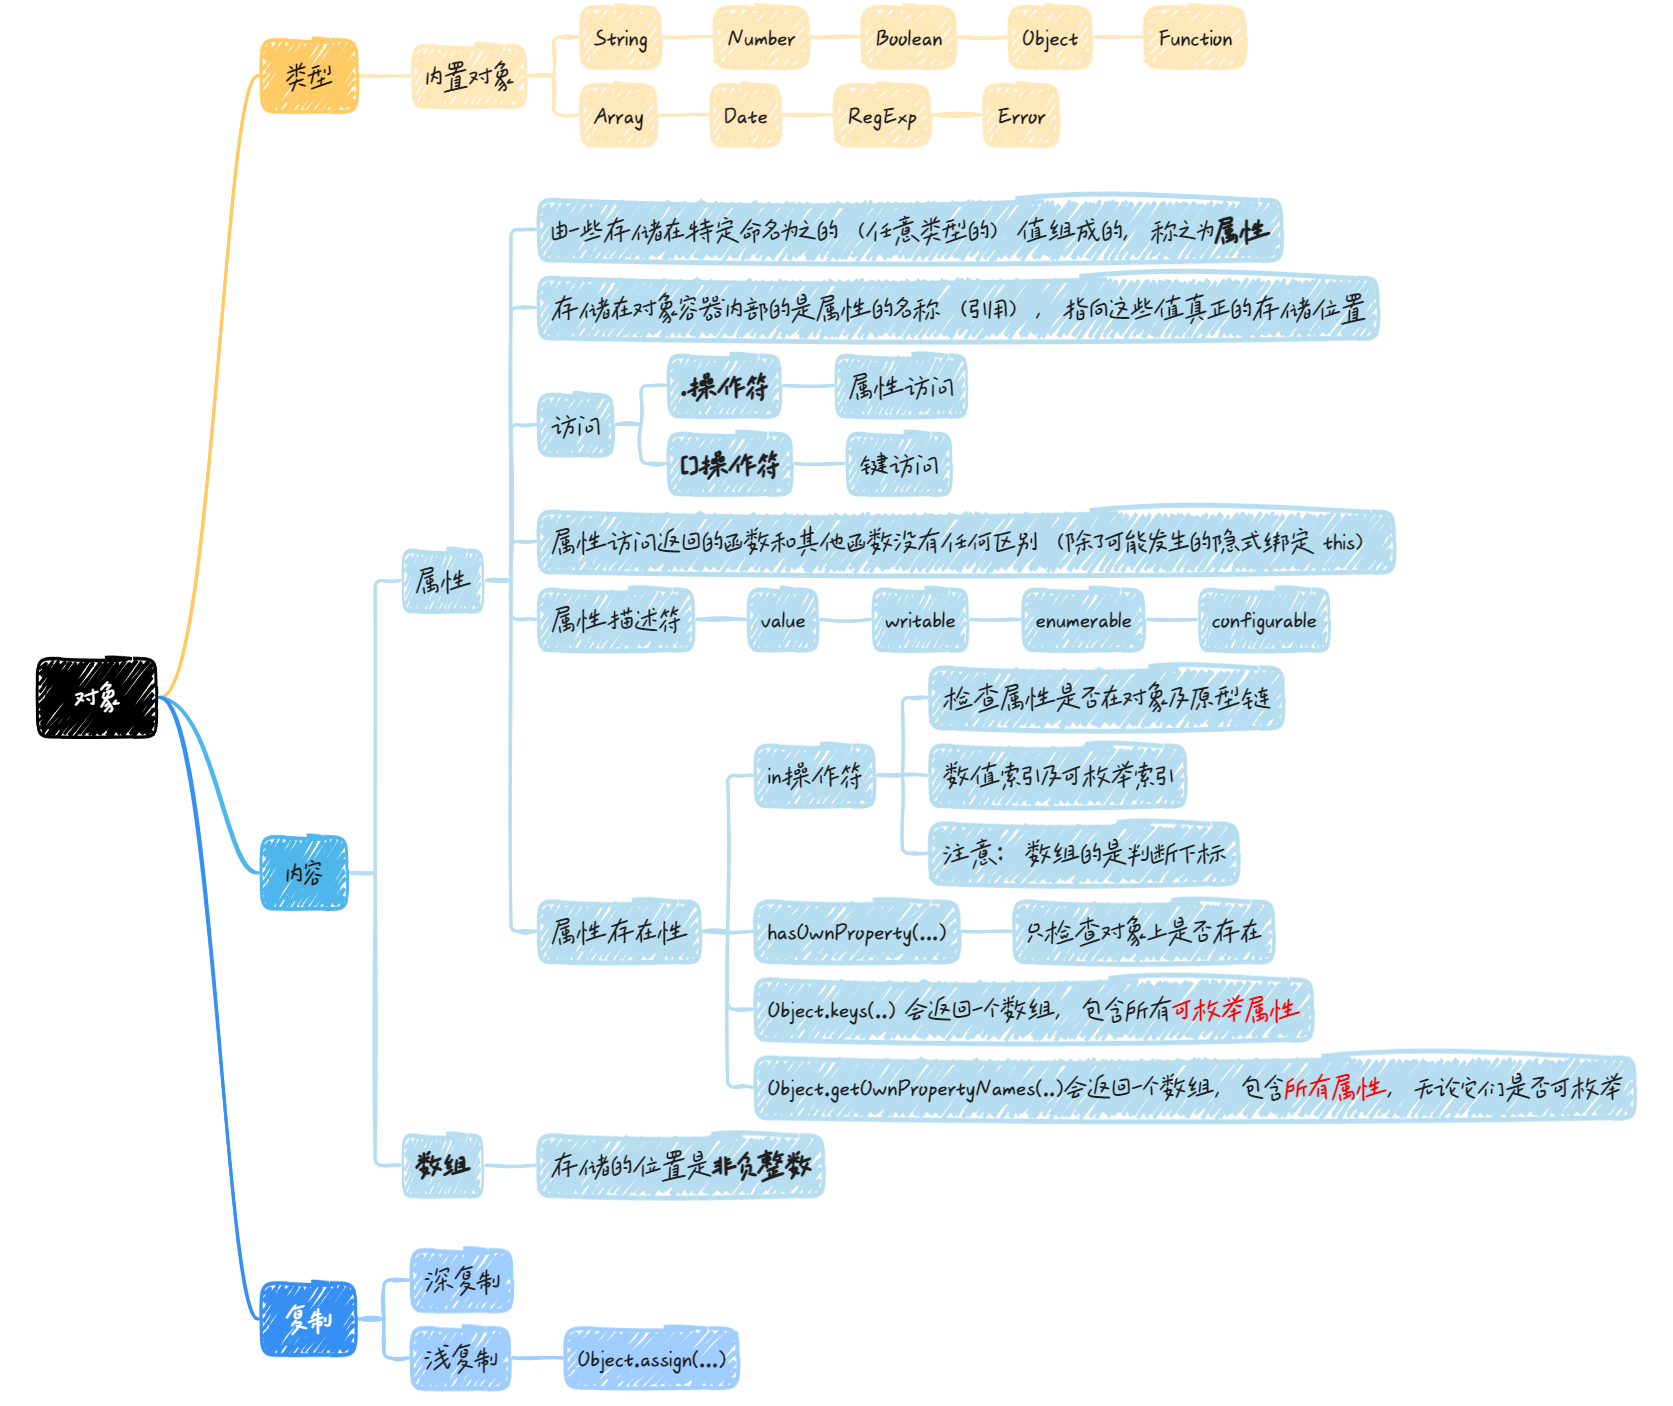 对象
类型
内置对象
String
Number
Boolean
Object
Function
Array
Date
RegExp
Error
内容
属性
由一些存储在特定命名为之的（任意类型的）值组成的，称之为属性
存储在对象容器内部的是属性的名称（引用），指向这些值真正的存储位置
访问
.操作符
属性访问
[]操作符
键访问
属性访问返回的函数和其他函数没有任何区别（除了可能发生的隐式绑定 this）
属性描述符
value
writable
enumerable
configurable
属性存在性
in操作符
检查属性是否在对象及原型链
数值索引及可枚举索引
注意：数组的是判断下标
hasOwnProperty(...)
只检查对象上是否存在
Object.keys(..) 会返回一个数组，包含所有可枚举属性
Object.getOwnPropertyNames(..)会返回一个数组，包含所有属性，无论它们是否可枚举
数组
存储的位置是非负整数
复制
深复制
浅复制
Object.assign(...)